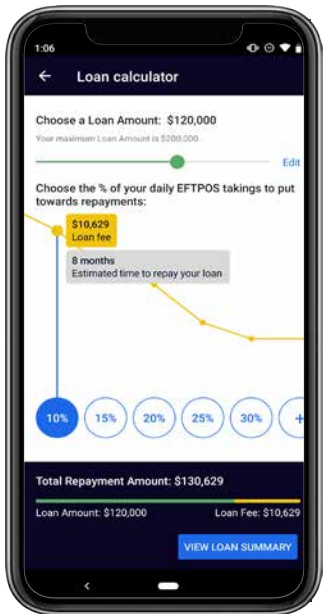 1:06
Loan calculator
Choose a Loan Amount: $120,000
Your maximum Loan Amount is $200,000
Edit
Choose the % of your daily EFTPOS takings to put
towards repayments:
$10,629
Loan fee
8 months
Estimated time to repay your loan
10%
15%
20%
25%
30%
+
Total Repayment Amount: $130,629
Loan Amount: $120,000
Loan Fee: $10,629
VIEW LOAN SUMMARY